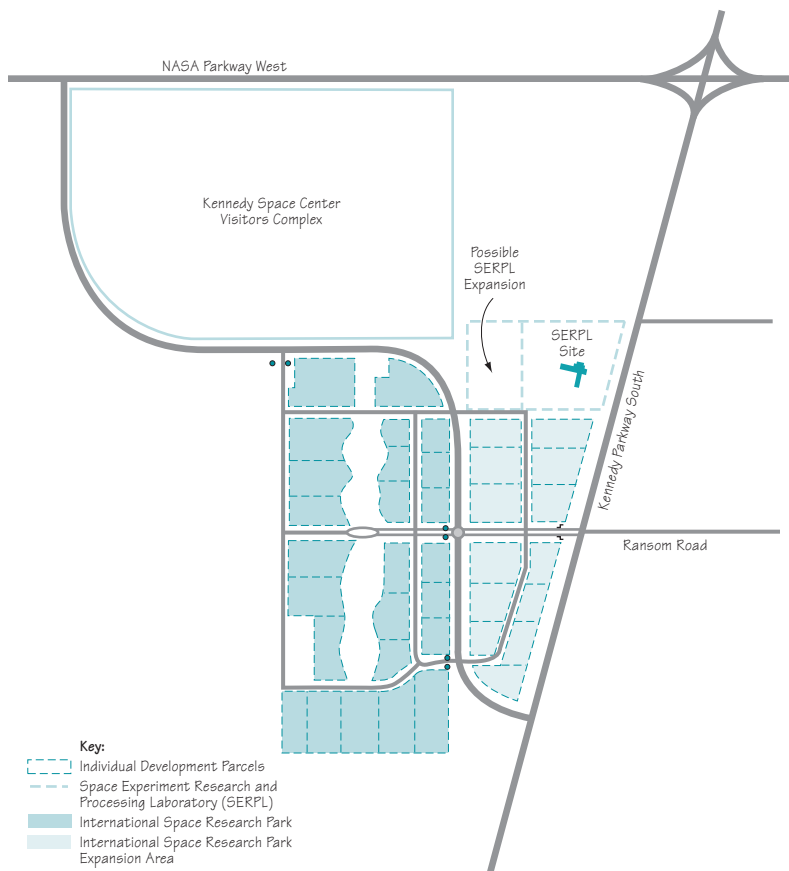 NASA Parkway West
Kennedy Space Center
Visitors Complex
Possible
SERPL
Expansion
SERPL
Site
Kennedy Parkway South
Ransom Road
Key:
Individual Development Parcels
Space Experiment Research and
Processing Laboratory (SERPL)
International Space Research Park
International Space Research Park
Expansion Area